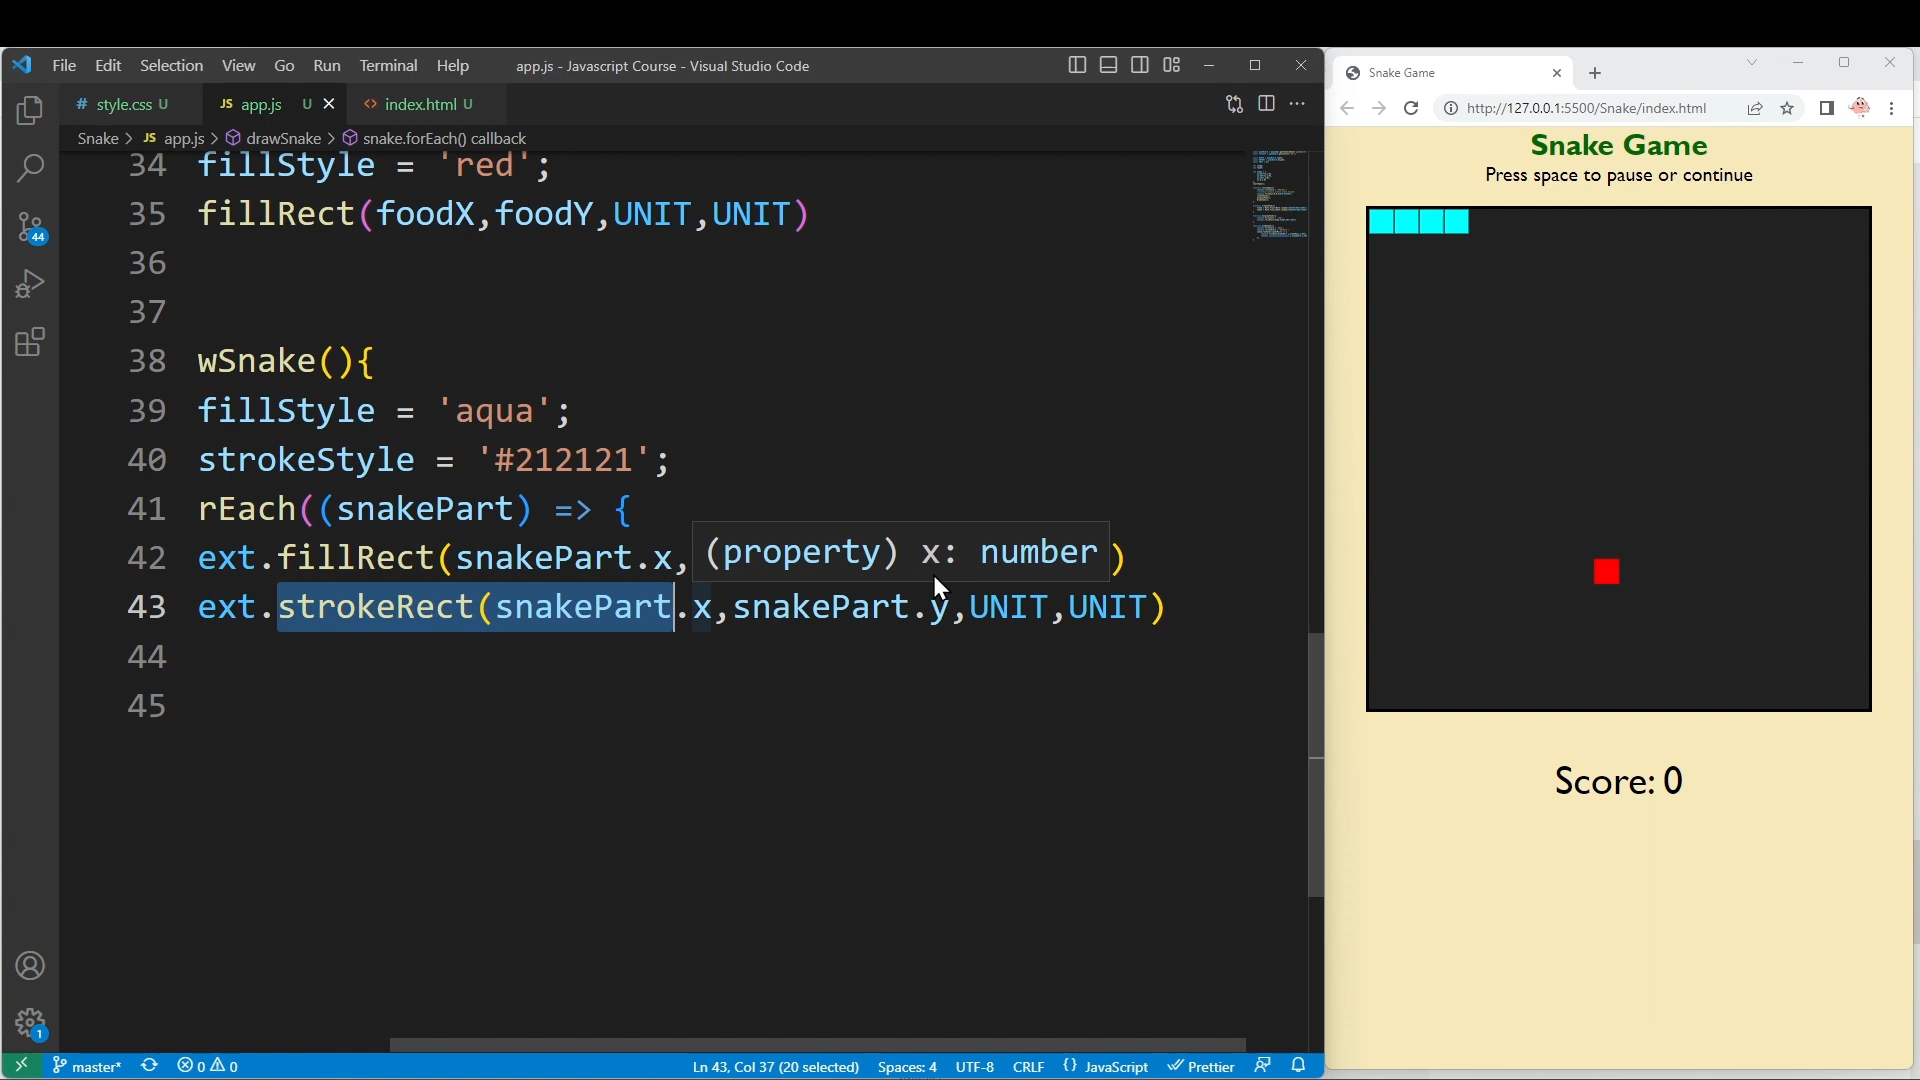 File Edit Selection View Go Run Terminal Help app.js - Javascript Course - Visual Studio Code
# style.css U JS app.js U <> index.html U
Snake > JS app.js > drawSnake > snake.forEach() callback
34 fillStyle = 'red';
35 fillRect(foodX,foodY,UNIT,UNIT)
36
37
38 wSnake(){
39 fillStyle = 'aqua';
40 strokeStyle = '#212121';
41 rEach((snakePart) => {
42 ext.fillRect(snakePart.x, )
(property) x: number
43 ext.strokeRect(snakePart.x,snakePart.y,UNIT,UNIT)
44
45
44
1
master* 0 0 Ln 43, Col 37 (20 selected) Spaces: 4 UTF-8 CRLF {} JavaScript Prettier
Snake Game
http://127.0.0.1:5500/Snake/index.html
Snake Game
Press space to pause or continue
Score: 0